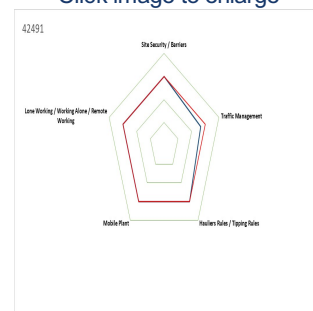 Click image to enlarge
42491
Site Security / Barriers
Lone Working / Working Alone / Remote
Working
Traffic Management
Mobile Plant
Hauliers Rules / Tipping Rules